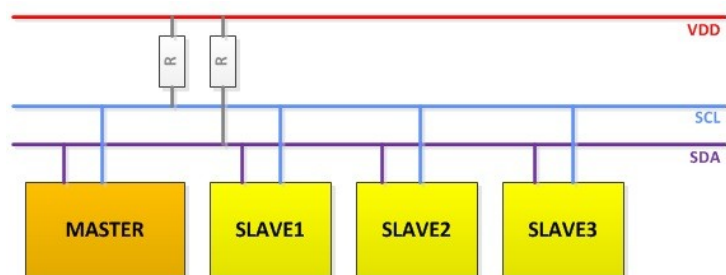 VDD
R R
SCL
SDA
MASTER SLAVE1 SLAVE2 SLAVE3